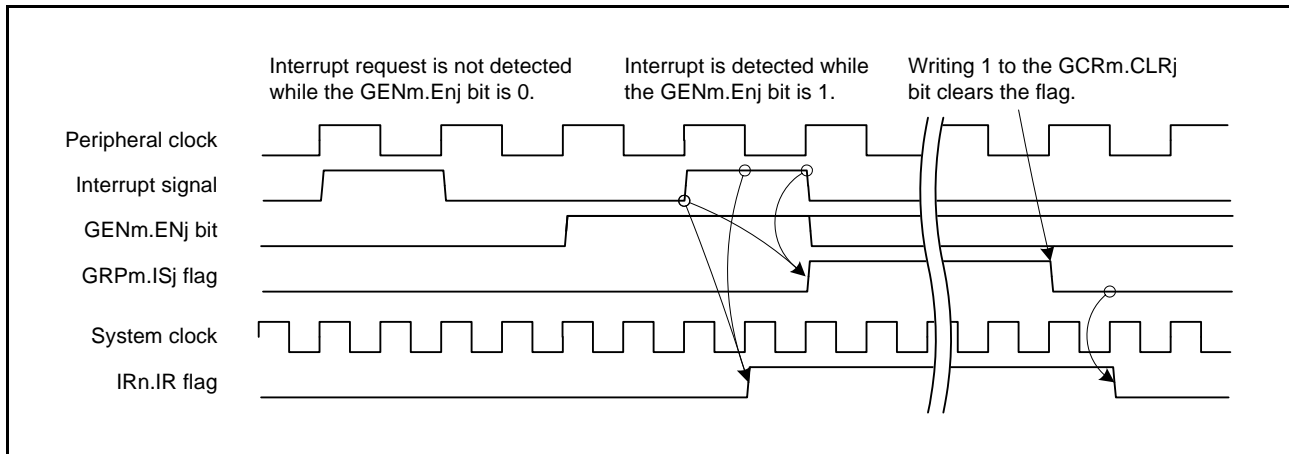 Interrupt request is not detected
while the GENm.Enj bit is 0.
Interrupt is detected while
the GENm.Enj bit is 1.
Writing 1 to the GCRm.CLRj
bit clears the flag.
Peripheral clock
Interrupt signal
GENm.ENj bit
GRPm.ISj flag
System clock
IRn.IR flag